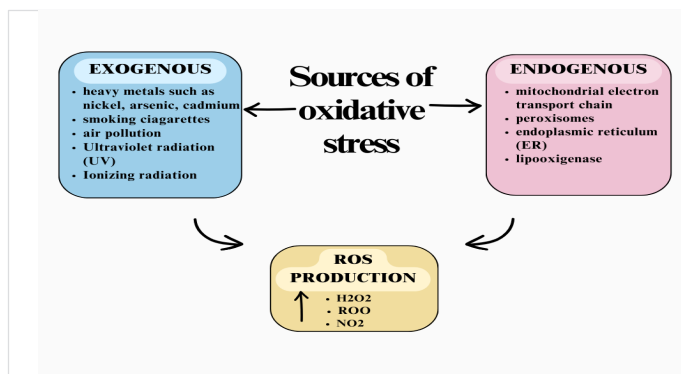 Sources of
oxidative
stress
EXOGENOUS
• heavy metals such as
nickel, arsenic, cadmium
• smoking ciagarettes
• air pollution
• Ultraviolet radiation
(UV)
• Ionizing radiation
ENDOGENOUS
• mitochondrial electron
transport chain
• peroxisomes
• endoplasmic reticulum
(ER)
• lipooxigenase
ROS
PRODUCTION
• H2O2
• ROO
• NO2